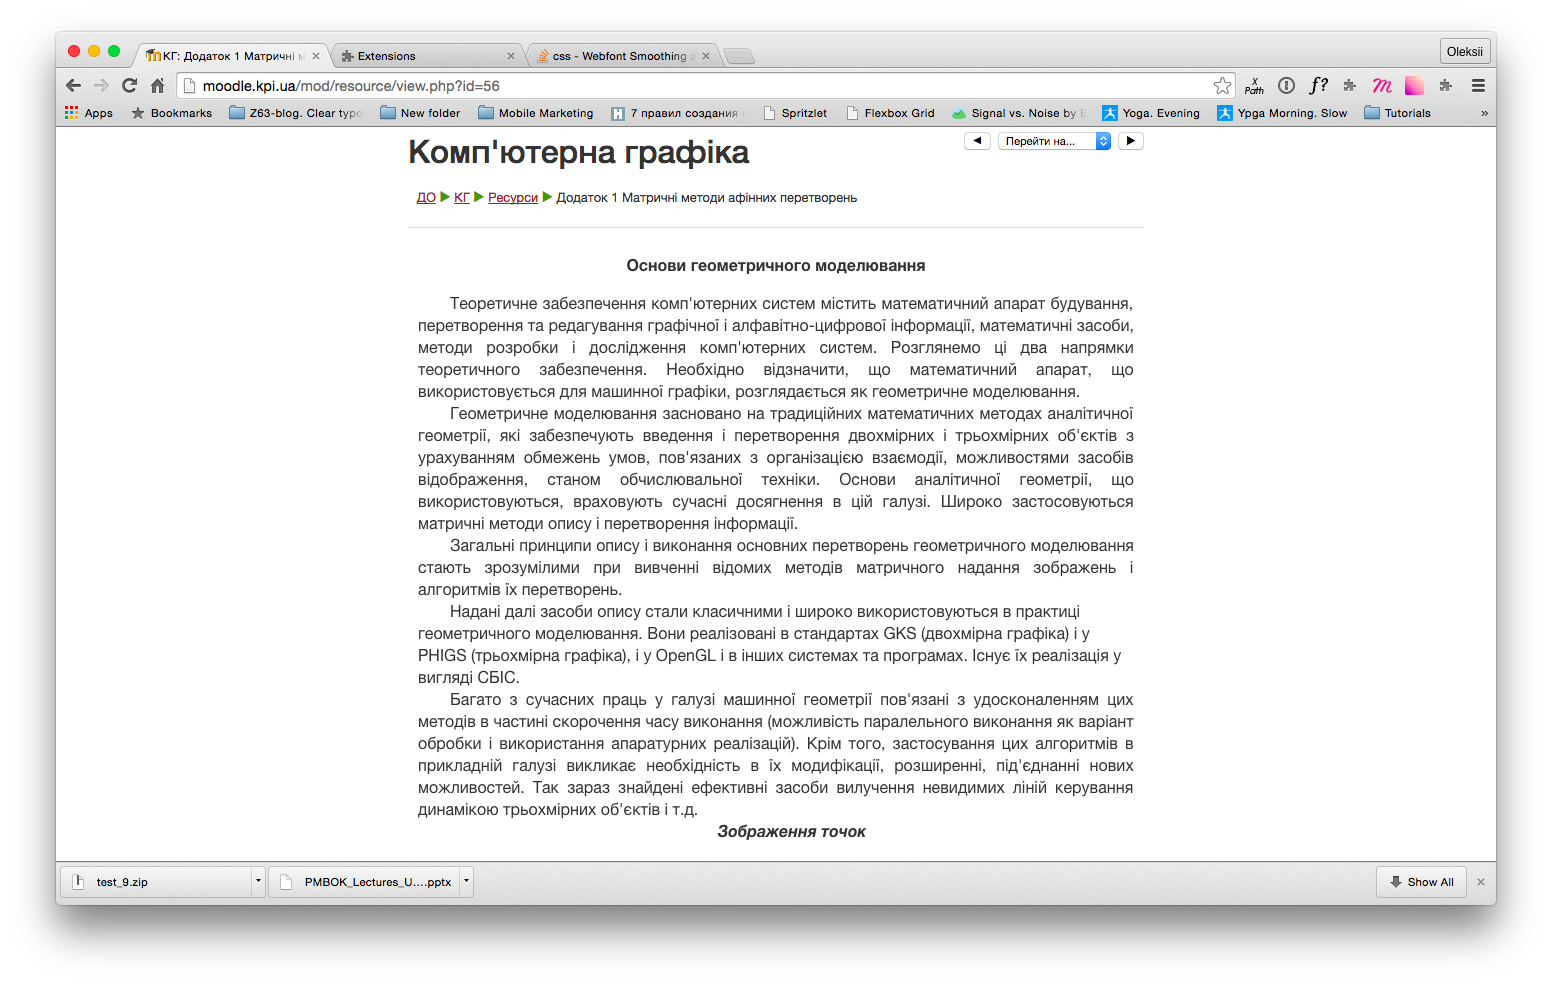 КГ: Додаток 1 Матричні
Extensions
css - Webfont Smoothing
Oleksii
moodle.kpi.ua/mod/resource/view.php?id=56
X Path
f?
m
Apps
Bookmarks
Z63-blog. Clear typo
New folder
Mobile Marketing
7 правил создания
Spritzlet
Flexbox Grid
Signal vs. Noise by
Yoga. Evening
Ypga Morning. Slow
Tutorials
»
Комп'ютерна графіка
Перейти на...
ДО КГ Ресурси Додаток 1 Матричні методи афінних перетворень
Основи геометричного моделювання
Теоретичне забезпечення комп'ютерних систем містить математичний апарат будування,
перетворення та редагування графічної і алфавітно-цифрової інформації, математичні засоби,
методи розробки і дослідження комп'ютерних систем. Розглянемо ці два напрямки
теоретичного забезпечення. Необхідно відзначити, що математичний апарат, що
використовується для машинної графіки, розглядається як геометричне моделювання.
Геометричне моделювання засновано на традиційних математичних методах аналітичної
геометрії, які забезпечують введення і перетворення двохмірних і трьохмірних об'єктів з
урахуванням обмежень умов, пов'язаних з організацією взаємодії, можливостями засобів
відображення, станом обчислювальної техніки. Основи аналітичної геометрії, що
використовуються, враховують сучасні досягнення в цій галузі. Широко застосовуються
матричні методи опису і перетворення інформації.
Загальні принципи опису і виконання основних перетворень геометричного моделювання
стають зрозумілими при вивченні відомих методів матричного надання зображень і
алгоритмів їх перетворень.
Надані далі засоби опису стали класичними і широко використовуються в практиці
геометричного моделювання. Вони реалізовані в стандартах GKS (двохмірна графіка) і у
PHIGS (трьохмірна графіка), і у OpenGL і в інших системах та програмах. Існує їх реалізація у
вигляді СБІС.
Багато з сучасних праць у галузі машинної геометрії пов'язані з удосконаленням цих
методів в частині скорочення часу виконання (можливість паралельного виконання як варіант
обробки і використання апаратурних реалізацій). Крім того, застосування цих алгоритмів в
прикладній галузі викликає необхідність в їх модифікації, розширенні, під'єднанні нових
можливостей. Так зараз знайдені ефективні засоби вилучення невидимих ліній керування
динамікою трьохмірних об'єктів і т.д.
Зображення точок
test_9.zip
PMBOK_Lectures_U....pptx
Show All